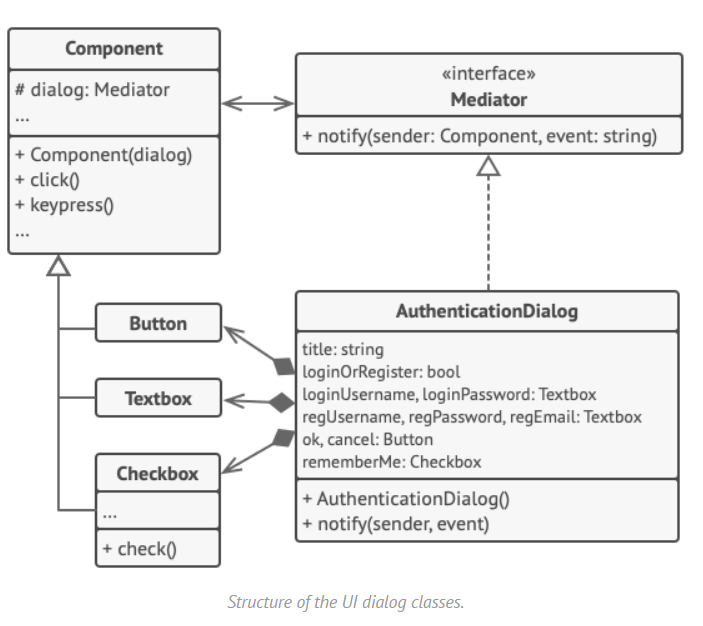 Component
# dialog: Mediator
...
+ Component(dialog)
+ click()
+ keypress()
...
«interface»
Mediator
+ notify(sender: Component, event: string)
Button
Textbox
Checkbox
...
+ check()
AuthenticationDialog
title: string
loginOrRegister: bool
loginUsername, loginPassword: Textbox
regUsername, regPassword, regEmail: Textbox
ok, cancel: Button
rememberMe: Checkbox
+ AuthenticationDialog()
+ notify(sender, event)
Structure of the UI dialog classes.